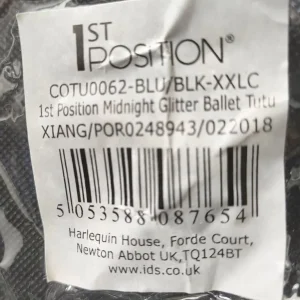 1ST
POSITION®
COTU0062-BLU/BLK-XXLC
1st Position Midnight Glitter Ballet Tutu
XIANG/POR0248943/022018
5 053588 087654
Harlequin House, Forde Court,
Newton Abbot UK,TQ124BT
www.ids.co.uk